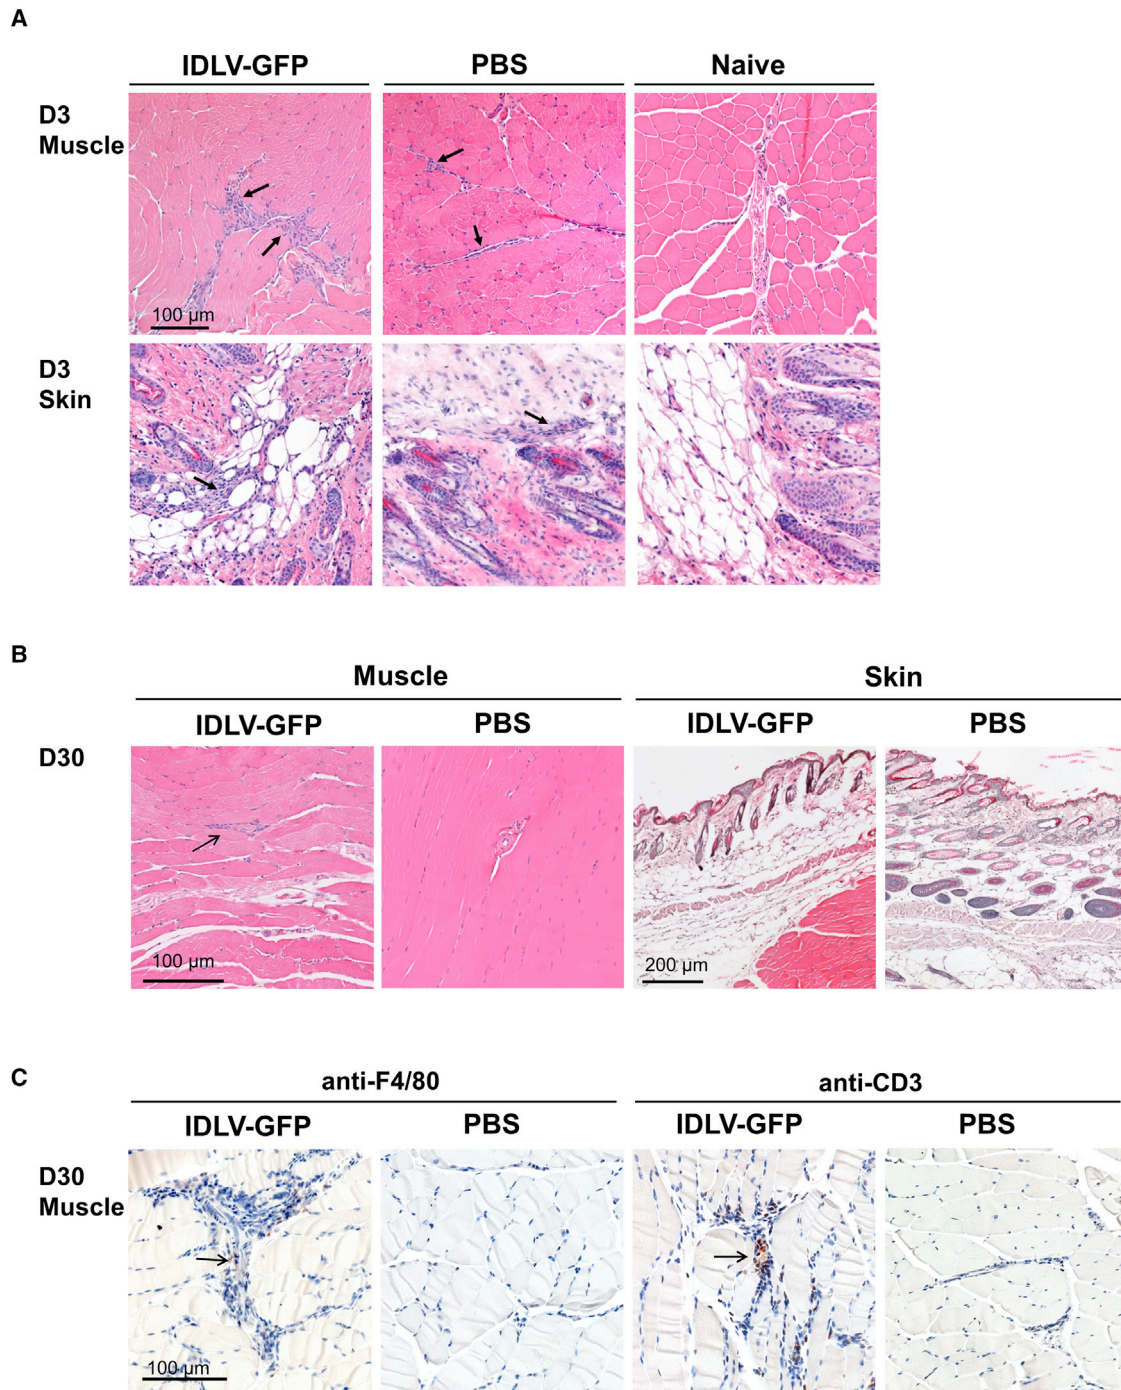 A
IDLV-GFP PBS Naive
D3
Muscle
100 µm
D3
Skin
B
Muscle Skin
IDLV-GFP PBS IDLV-GFP PBS
D30
100 µm 200 µm
C
anti-F4/80 anti-CD3
IDLV-GFP PBS IDLV-GFP PBS
D30
Muscle
100 µm